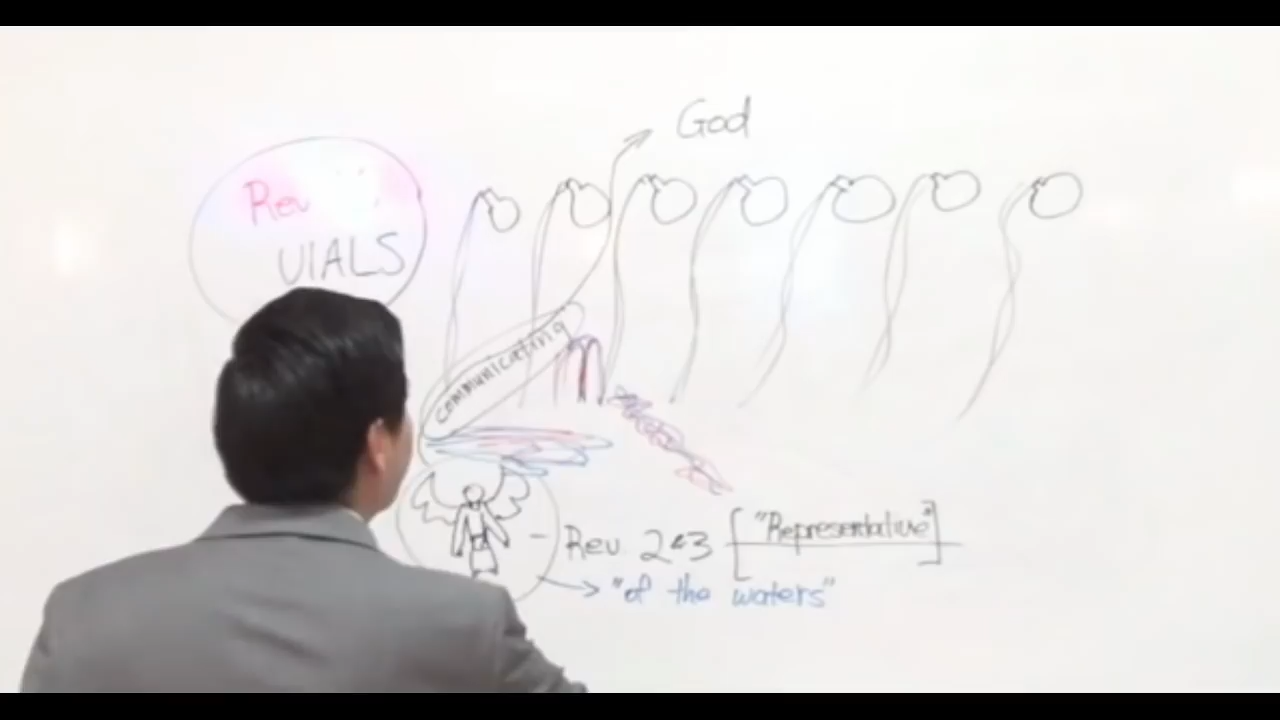 God
Rev
VIALS
communicating
Rev. 2&3 ["Representative"]
"of the waters"